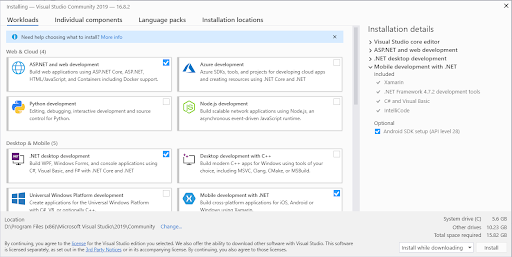 Installing — Visual Studio Community 2019 — 16.8.2
Workloads
Individual components
Language packs
Installation locations
Need help choosing what to install? More info
Web & Cloud (4)
ASP.NET and web development
Build web applications using ASP.NET Core, ASP.NET,
HTML/JavaScript, and Containers including Docker support.
Azure development
Azure SDKs, tools, and projects for developing cloud apps
and creating resources using .NET Core and .NET
Python development
Editing, debugging, interactive development and source
control for Python.
Node.js development
Build scalable network applications using Node.js, an
asynchronous event-driven JavaScript runtime.
Desktop & Mobile (5)
.NET desktop development
Build WPF, Windows Forms, and console applications using
C#, Visual Basic, and F# with .NET Core and .NET
Desktop development with C++
Build modern C++ apps for Windows using tools of your
choice, including MSVC, Clang, CMake, or MSBuild.
Universal Windows Platform development
Create applications for the Universal Windows Platform
with C#, VB, or optionally C++.
Mobile development with .NET
Build cross-platform applications for iOS, Android or
Windows using Xamarin.
Installation details
Visual Studio core editor
ASP.NET and web development
.NET desktop development
Mobile development with .NET
Included
Xamarin
.NET Framework 4.7.2 development tools
C# and Visual Basic
IntelliCode
Optional
Android SDK setup (API level 28)
Location
D:\Program Files (x86)\Microsoft Visual Studio\2019\Community Change...
System drive (C:) 5.6 GB
Other drives 10.23 GB
Total space required 15.82 GB
By continuing, you agree to the license for the Visual Studio edition you selected. We also offer the ability to download other software with Visual Studio. This software
is licensed separately, as set out in the 3rd Party Notices or in its accompanying license. By continuing, you also agree to those licenses.
Install while downloading
Install